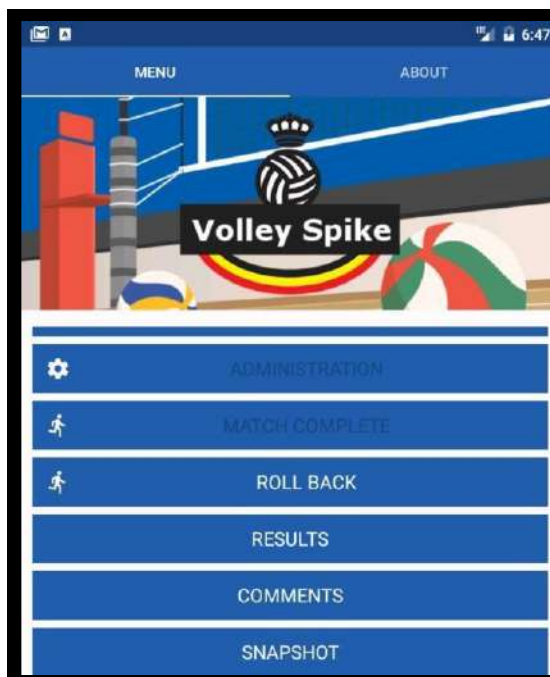 6:47
MENU
ABOUT
Volley Spike
ADMINISTRATION
MATCH COMPLETE
ROLL BACK
RESULTS
COMMENTS
SNAPSHOT